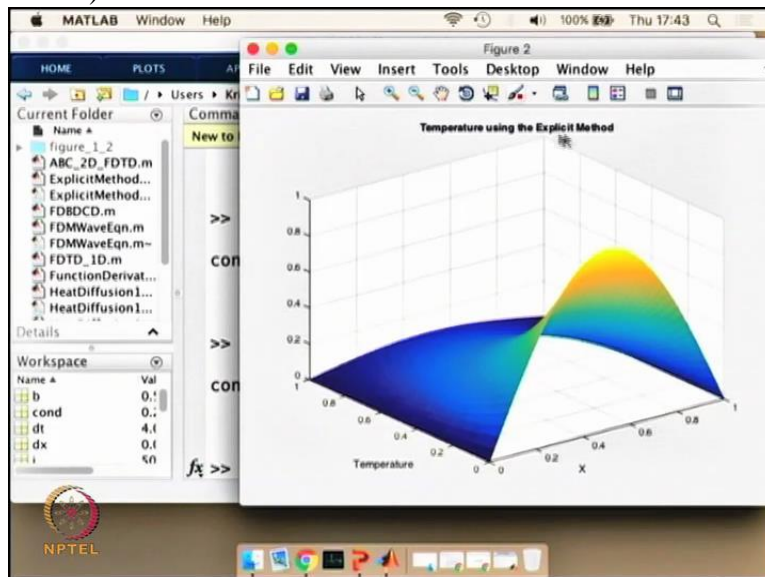 MATLAB Window Help 100% Thu 17:43
Figure 2
HOME PLOTS AP
File Edit View Insert Tools Desktop Window Help
/ Users
Current Folder
Comma
Name
New to
figure_1_2
ABC_2D_FDTD.m
ExplicitMethod...
ExplicitMethod...
FDBDCD.m
FDMWaveEqn.m
FDMWaveEqn.m~
FDTD_1D.m
FunctionDerivat...
HeatDiffusion1...
HeatDiffusion1...
Details
Workspace
Name Val
b
cond
dt
dx
>>
con
>>
con
fx >>
Temperature using the Explicit Method
1
0.8
0.6
0.4
0.2
0
1
0.8
0.6
0.4
0.2
0
Temperature
0
0.2
0.4
0.6
0.8
1
X
NPTEL